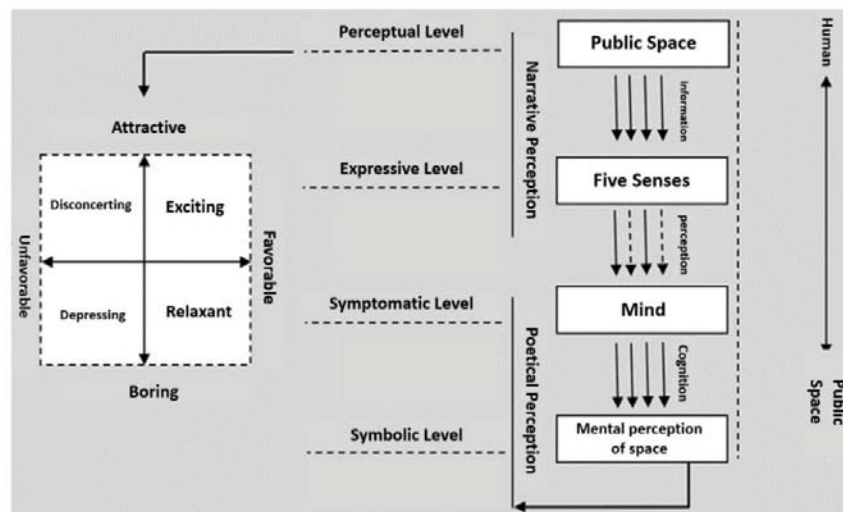 Perceptual Level
Public Space
Human
Information
Narrative Perception
Attractive
Expressive Level
Five Senses
Disconcerting
Exciting
Unfavorable
Favorable
perception
Depressing
Relaxant
Symptomatic Level
Mind
Boring
Poetical Perception
Cognition
Public
Space
Symbolic Level
Mental perception
of space